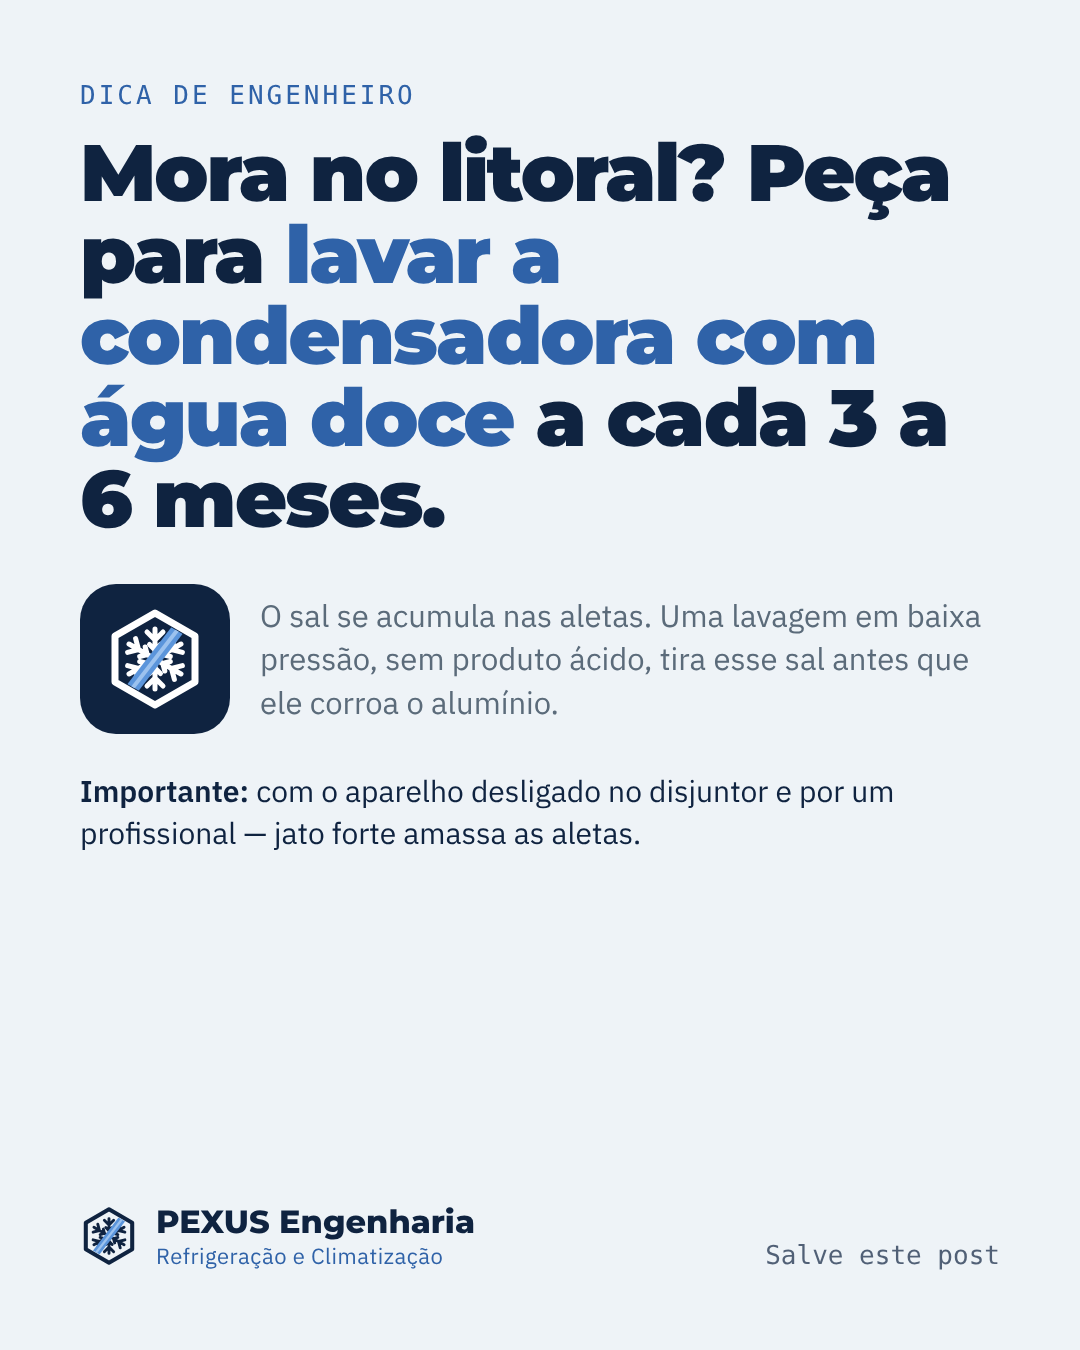 DICA DE ENGENHEIRO
Mora no litoral? Peça
para lavar a
condensadora com
água doce a cada 3 a
6 meses.
O sal se acumula nas aletas. Uma lavagem em baixa
pressão, sem produto ácido, tira esse sal antes que
ele corroa o alumínio.
Importante: com o aparelho desligado no disjuntor e por um
profissional — jato forte amassa as aletas.
PEXUS Engenharia
Refrigeração e Climatização
Salve este post